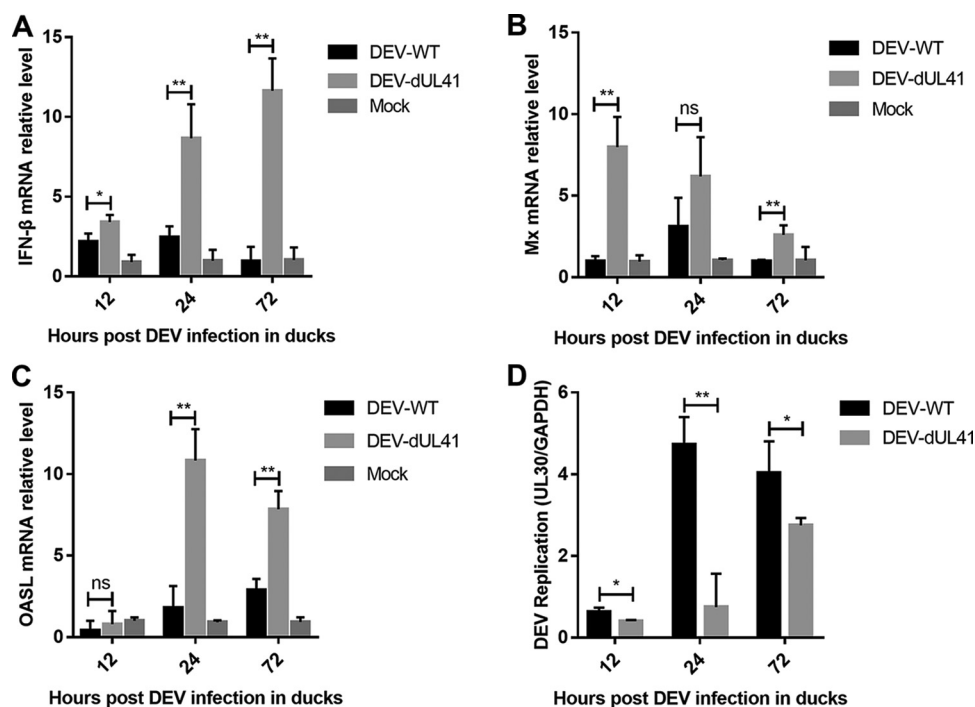 A
IFN-β mRNA relative level
15
10
5
0
*
**
**
DEV-WT
DEV-dUL41
Mock
12
24
72
Hours post DEV infection in ducks
B
Mx mRNA relative level
15
10
5
0
**
ns
**
DEV-WT
DEV-dUL41
Mock
12
24
72
Hours post DEV infection in ducks
C
OASL mRNA relative level
15
10
5
0
ns
**
**
DEV-WT
DEV-dUL41
Mock
12
24
72
Hours post DEV infection in ducks
D
DEV Replication (UL30/GAPDH)
6
4
2
0
*
**
*
DEV-WT
DEV-dUL41
12
24
72
Hours post DEV infection in ducks